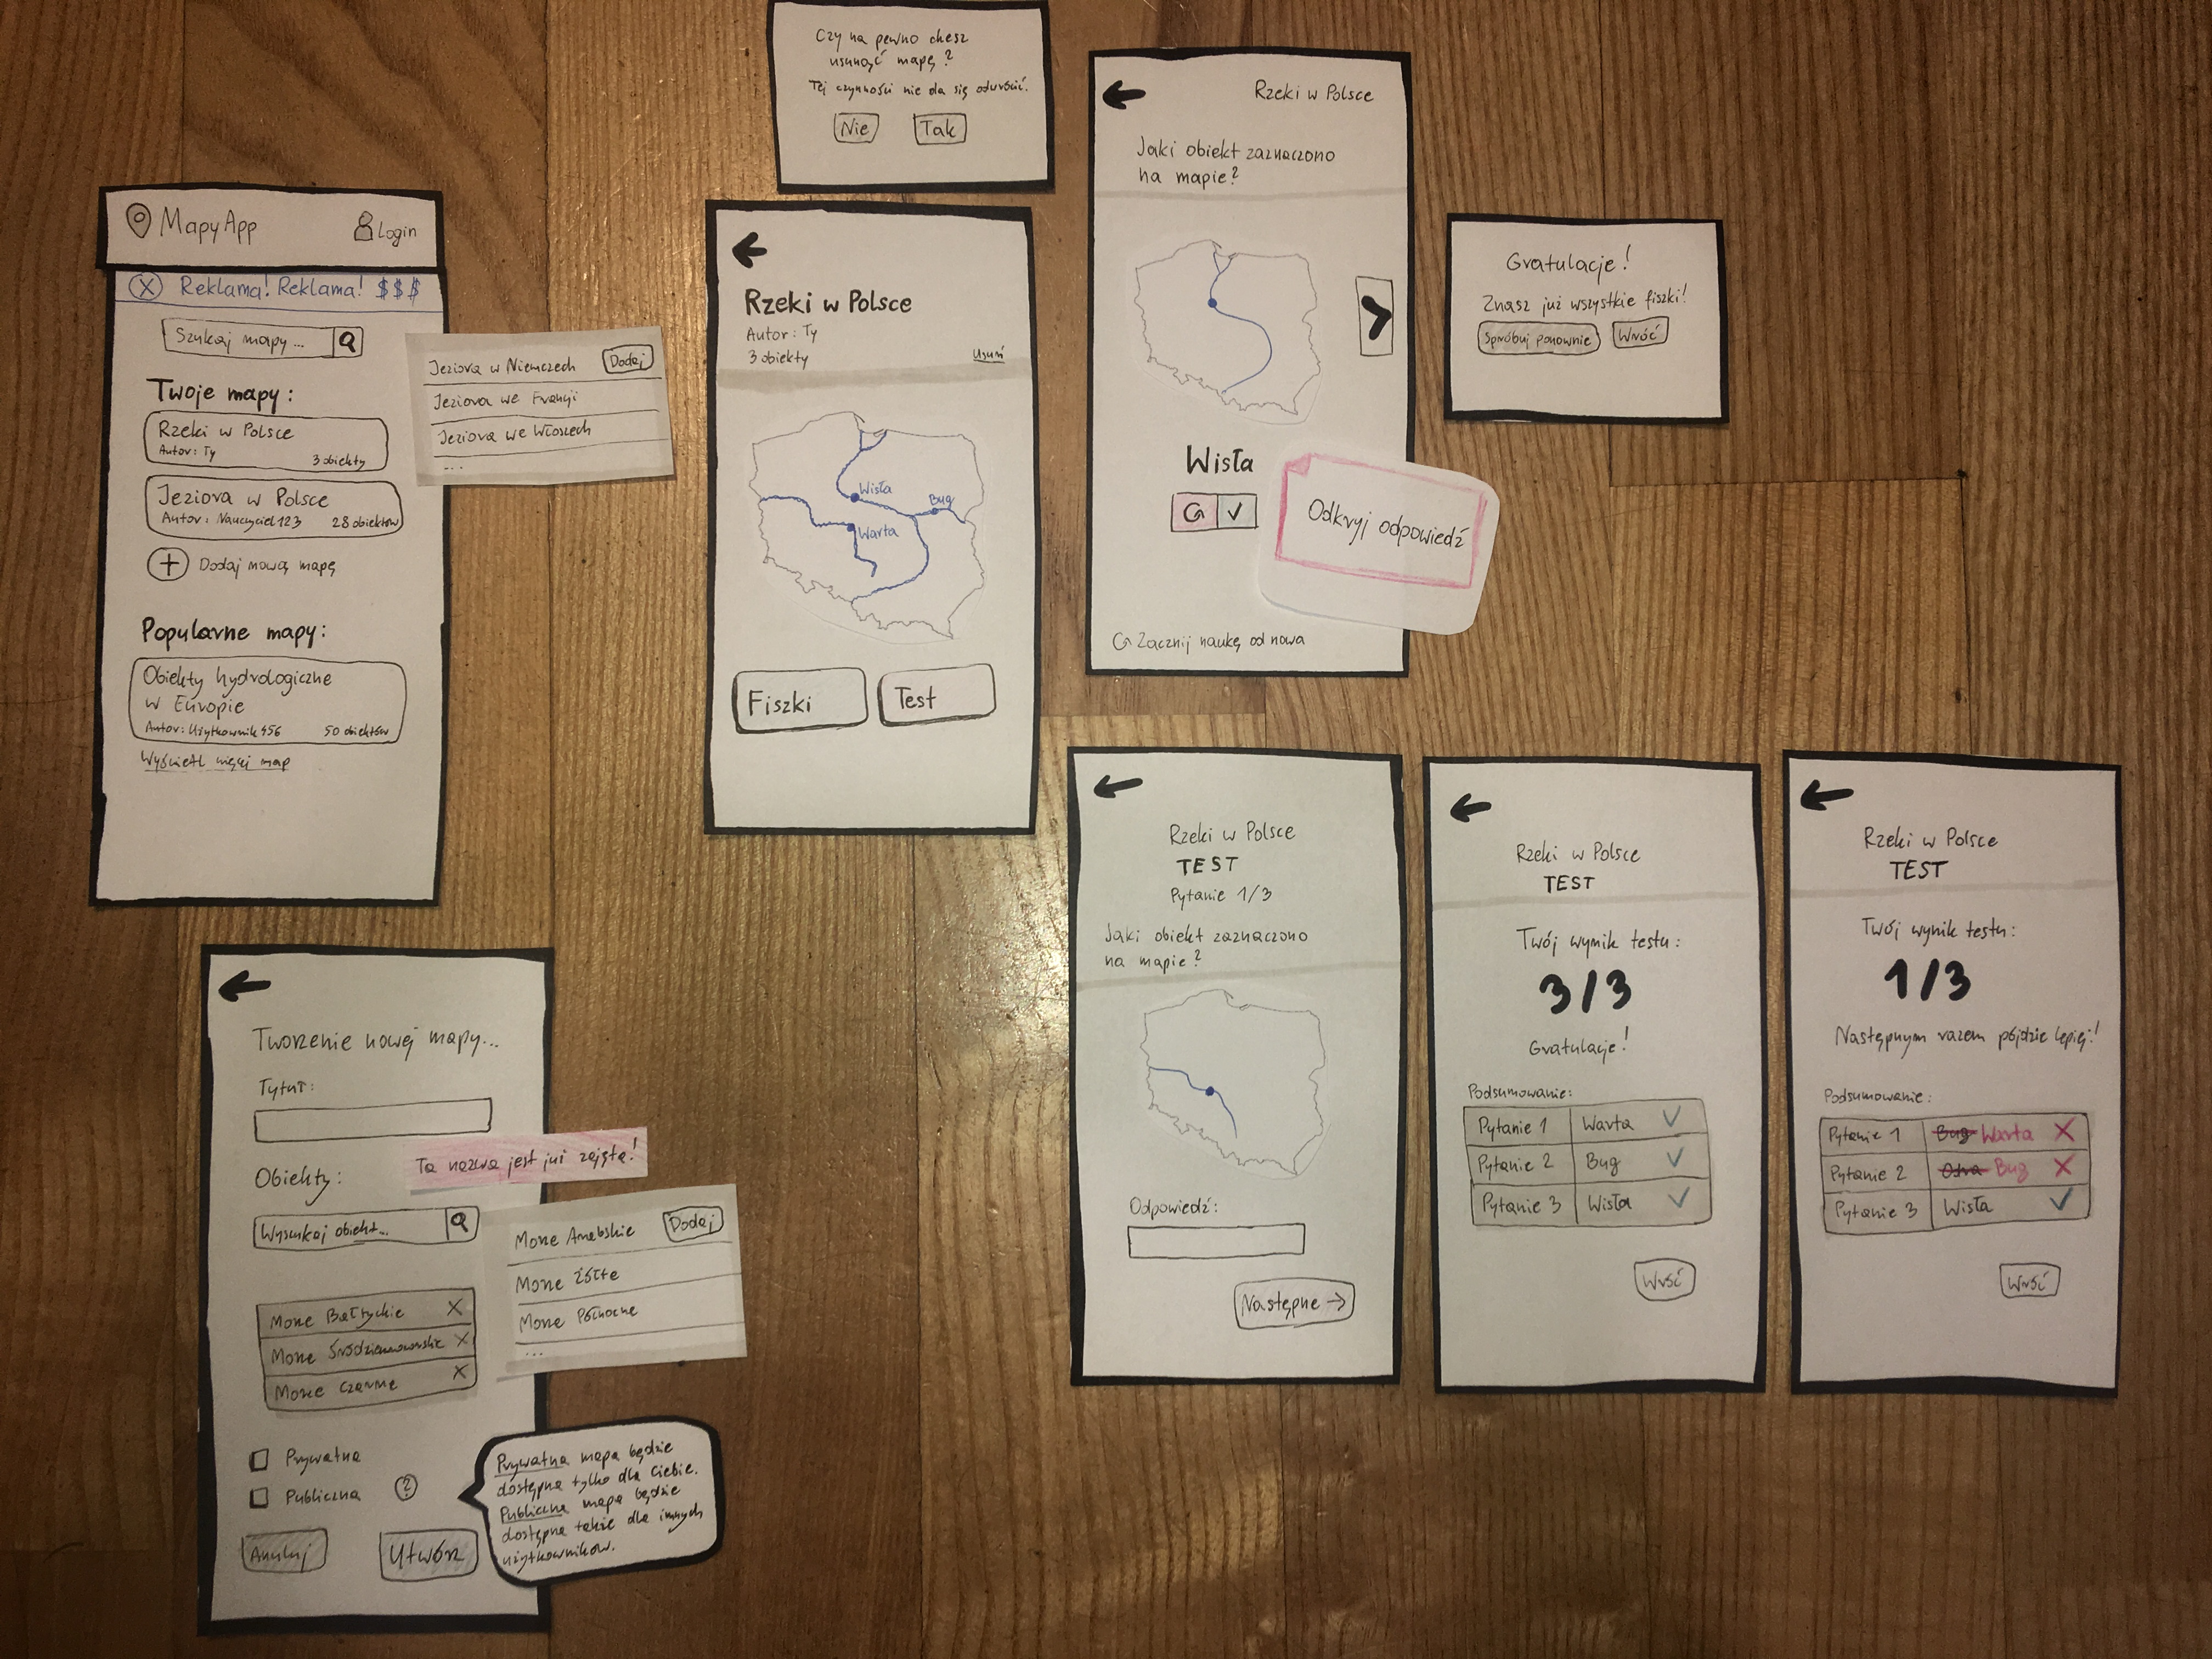 Czy na pewno chesz
usunąć mapę?
Tej czynności nie da się odwrócić.
Nie Tak
MapyApp Login
Reklama! Reklama! $$$
Szukaj mapy...
Twoje mapy:
Rzeki w Polsce
Autor: Ty 3 obiekty
Jeziora w Polsce
Autor: Nauczyciel123 28 obiektów
+ Dodaj nową mapę
Popularne mapy:
Obiekty hydrologiczne
w Europie
Autor: Użytkownik456 50 obiektów
Wyświetl więcej map
Jeziora w Niemczech Dodaj
Jeziora we Francji
Jeziora we Włoszech
...
Rzeki w Polsce
Autor: Ty
3 obiekty Usuń
Wisła
Bug
Warta
Fiszki Test
Rzeki w Polsce
Jaki obiekt zaznaczono
na mapie?
Wisła
Odkryj odpowiedź
Zacznij naukę od nowa
Gratulacje!
Znasz już wszystkie fiszki!
Spróbuj ponownie Wróć
Tworzenie nowej mapy...
Tytuł:
Ta nazwa jest już zajęta!
Obiekty:
Wyszukaj obiekt...
Morze Bałtyckie X
Morze Śródziemnomorskie X
Morze Czarne X
Morze Arabskie Dodaj
Morze Żółte
Morze Północne
...
Prywatna
Publiczna ?
Anuluj Utwórz
Prywatna mapa będzie
dostępna tylko dla Ciebie.
Publiczna mapa będzie
dostępna także dla innych
użytkowników.
Rzeki w Polsce
TEST
Pytanie 1/3
Jaki obiekt zaznaczono
na mapie?
Odpowiedź:
Następne →
Rzeki w Polsce
TEST
Twój wynik testu:
3/3
Gratulacje!
Podsumowanie:
Pytanie 1 Warta ✓
Pytanie 2 Bug ✓
Pytanie 3 Wisła ✓
Wróć
Rzeki w Polsce
TEST
Twój wynik testu:
1/3
Następnym razem pójdzie lepiej!
Podsumowanie:
Pytanie 1 Bug Warta X
Pytanie 2 Odra Bug X
Pytanie 3 Wisła ✓
Wróć